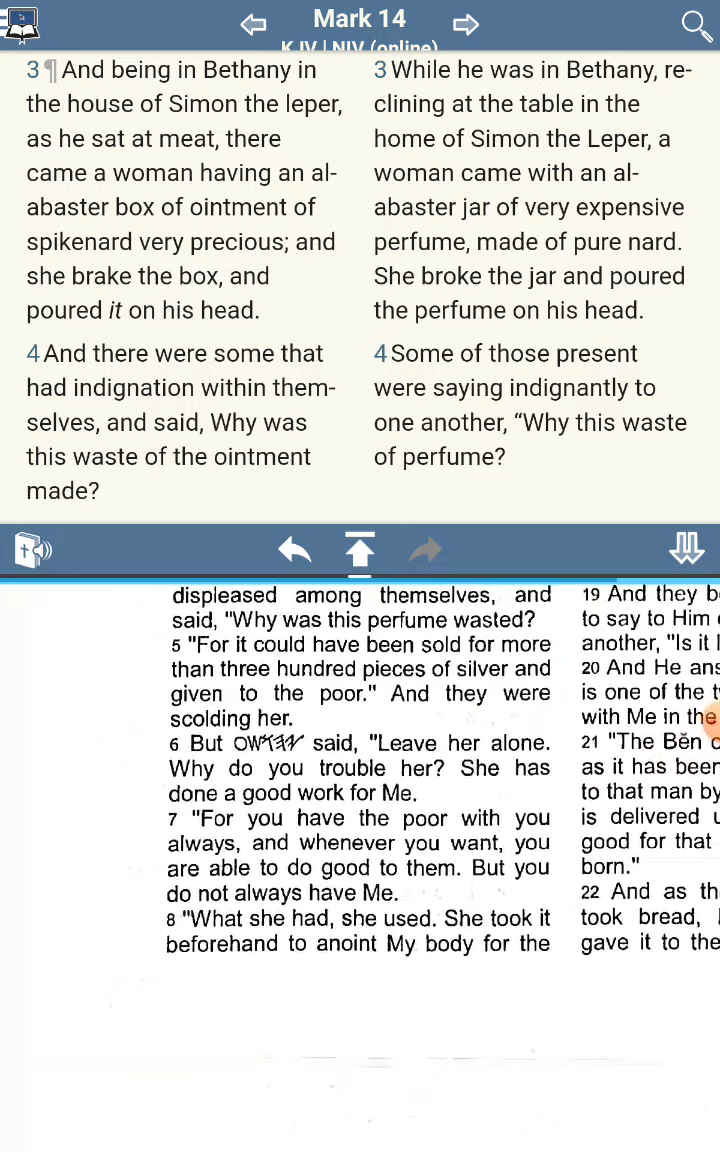 Mark 14
KJV | NIV (online)
3 ¶ And being in Bethany in
the house of Simon the leper,
as he sat at meat, there
came a woman having an al-
abaster box of ointment of
spikenard very precious; and
she brake the box, and
poured it on his head.
4 And there were some that
had indignation within them-
selves, and said, Why was
this waste of the ointment
made?
3 While he was in Bethany, re-
clining at the table in the
home of Simon the Leper, a
woman came with an al-
abaster jar of very expensive
perfume, made of pure nard.
She broke the jar and poured
the perfume on his head.
4 Some of those present
were saying indignantly to
one another, “Why this waste
of perfume?
displeased among themselves, and
said, "Why was this perfume wasted?
5 "For it could have been sold for more
than three hundred pieces of silver and
given to the poor." And they were
scolding her.
6 But said, "Leave her alone.
Why do you trouble her? She has
done a good work for Me.
7 "For you have the poor with you
always, and whenever you want, you
are able to do good to them. But you
do not always have Me.
8 "What she had, she used. She took it
beforehand to anoint My body for the
19 And they
to say to Him
another, "Is it
20 And He
is one of the
with Me in the
21 "The Bĕn
as it has been
to that man by
is delivered
good for that
born."
22 And as
took bread,
gave it to the